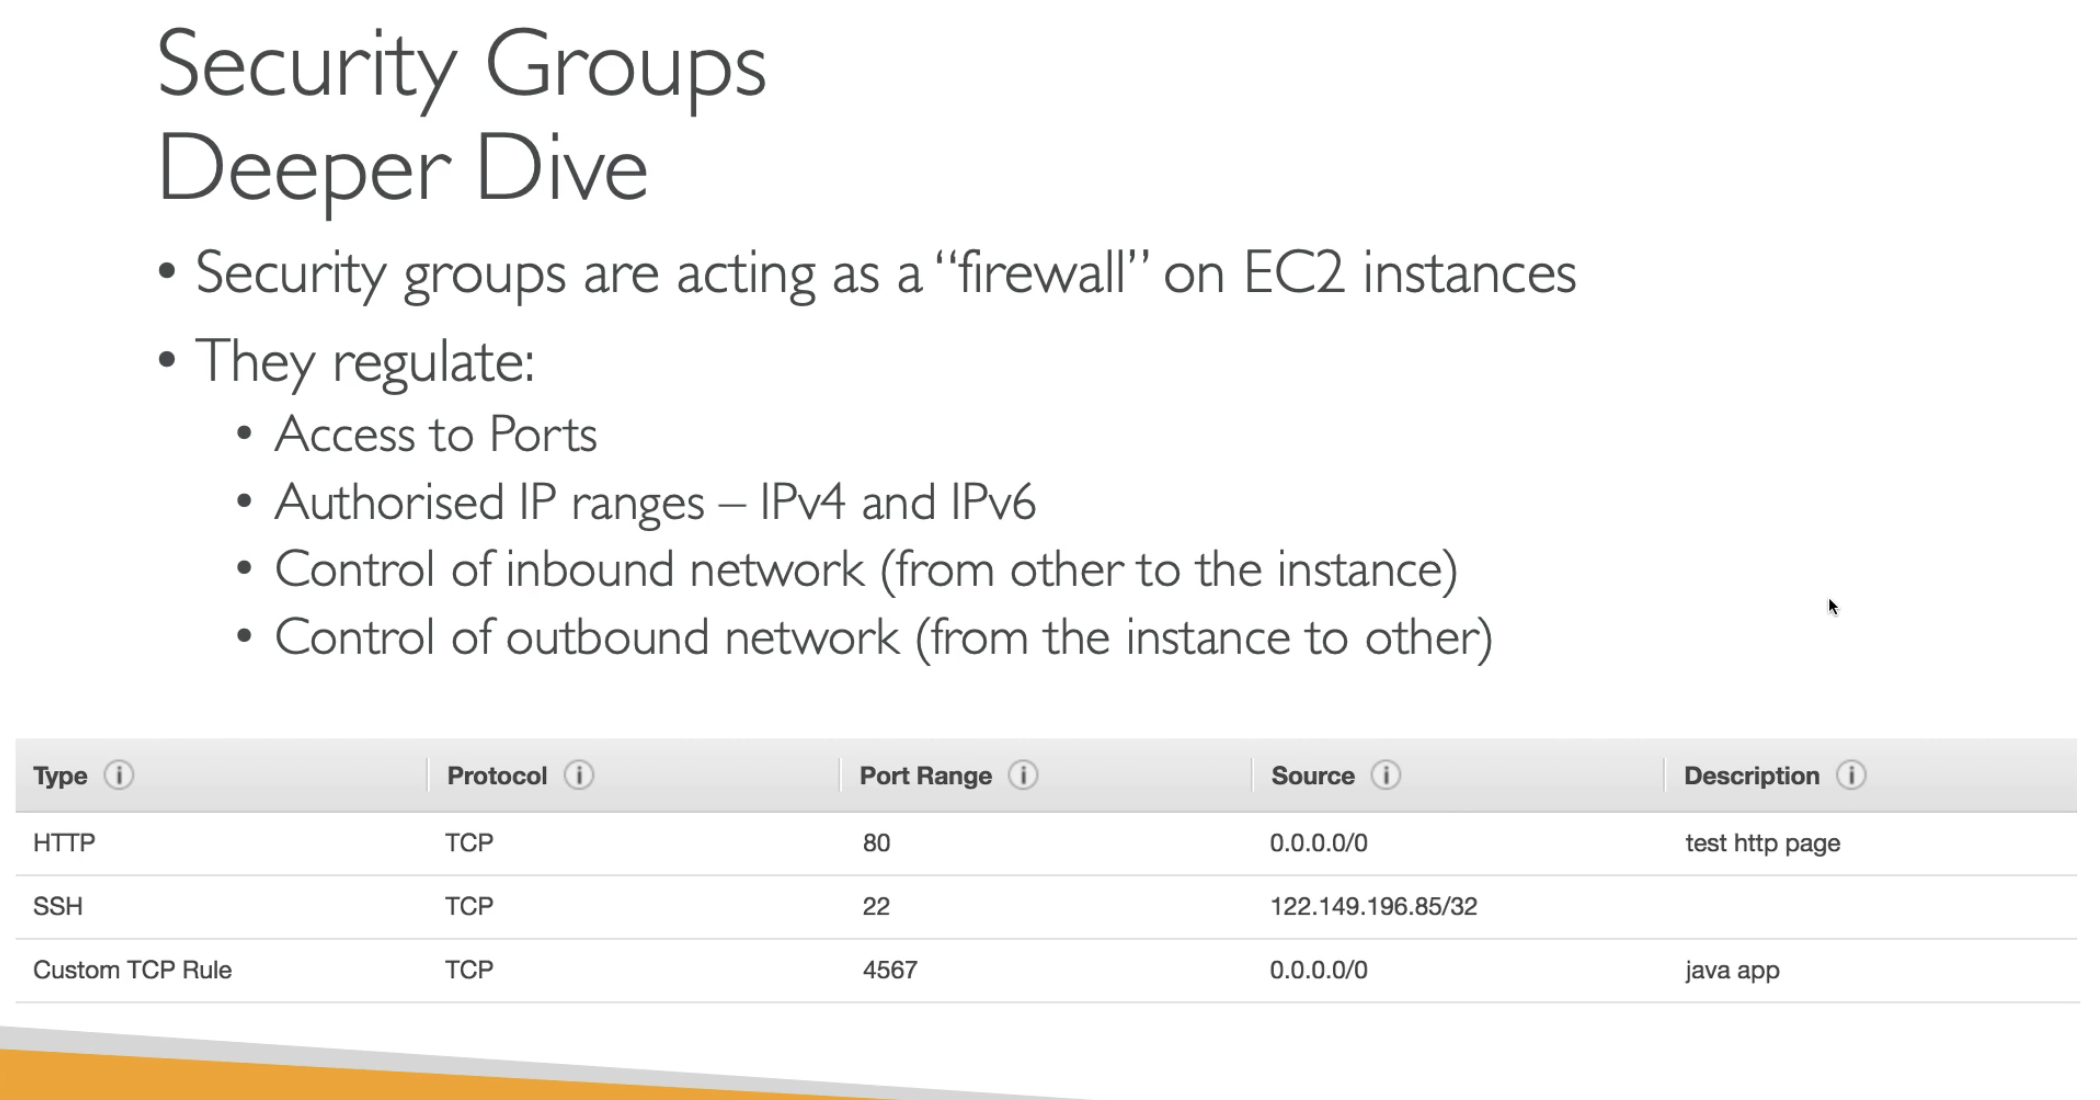 Security Groups
Deeper Dive
• Security groups are acting as a “firewall” on EC2 instances
• They regulate:
• Access to Ports
• Authorised IP ranges – IPv4 and IPv6
• Control of inbound network (from other to the instance)
• Control of outbound network (from the instance to other)
Type i Protocol i Port Range i Source i Description i
HTTP TCP 80 0.0.0.0/0 test http page
SSH TCP 22 122.149.196.85/32
Custom TCP Rule TCP 4567 0.0.0.0/0 java app